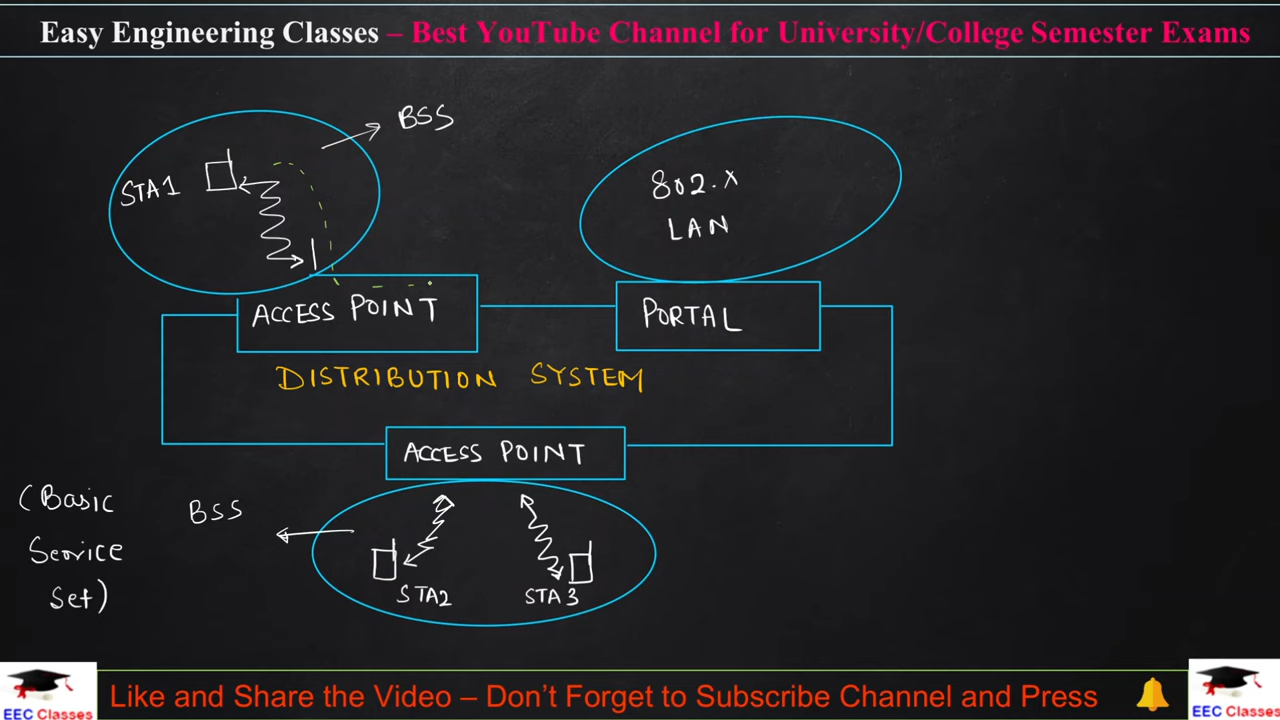 Easy Engineering Classes – Best YouTube Channel for University/College Semester Exams
BSS
STA1
802.x
LAN
ACCESS POINT
PORTAL
DISTRIBUTION SYSTEM
ACCESS POINT
(Basic
Service
Set)
BSS
STA2
STA3
EEC Classes
Like and Share the Video – Don't Forget to Subscribe Channel and Press
EEC Classes